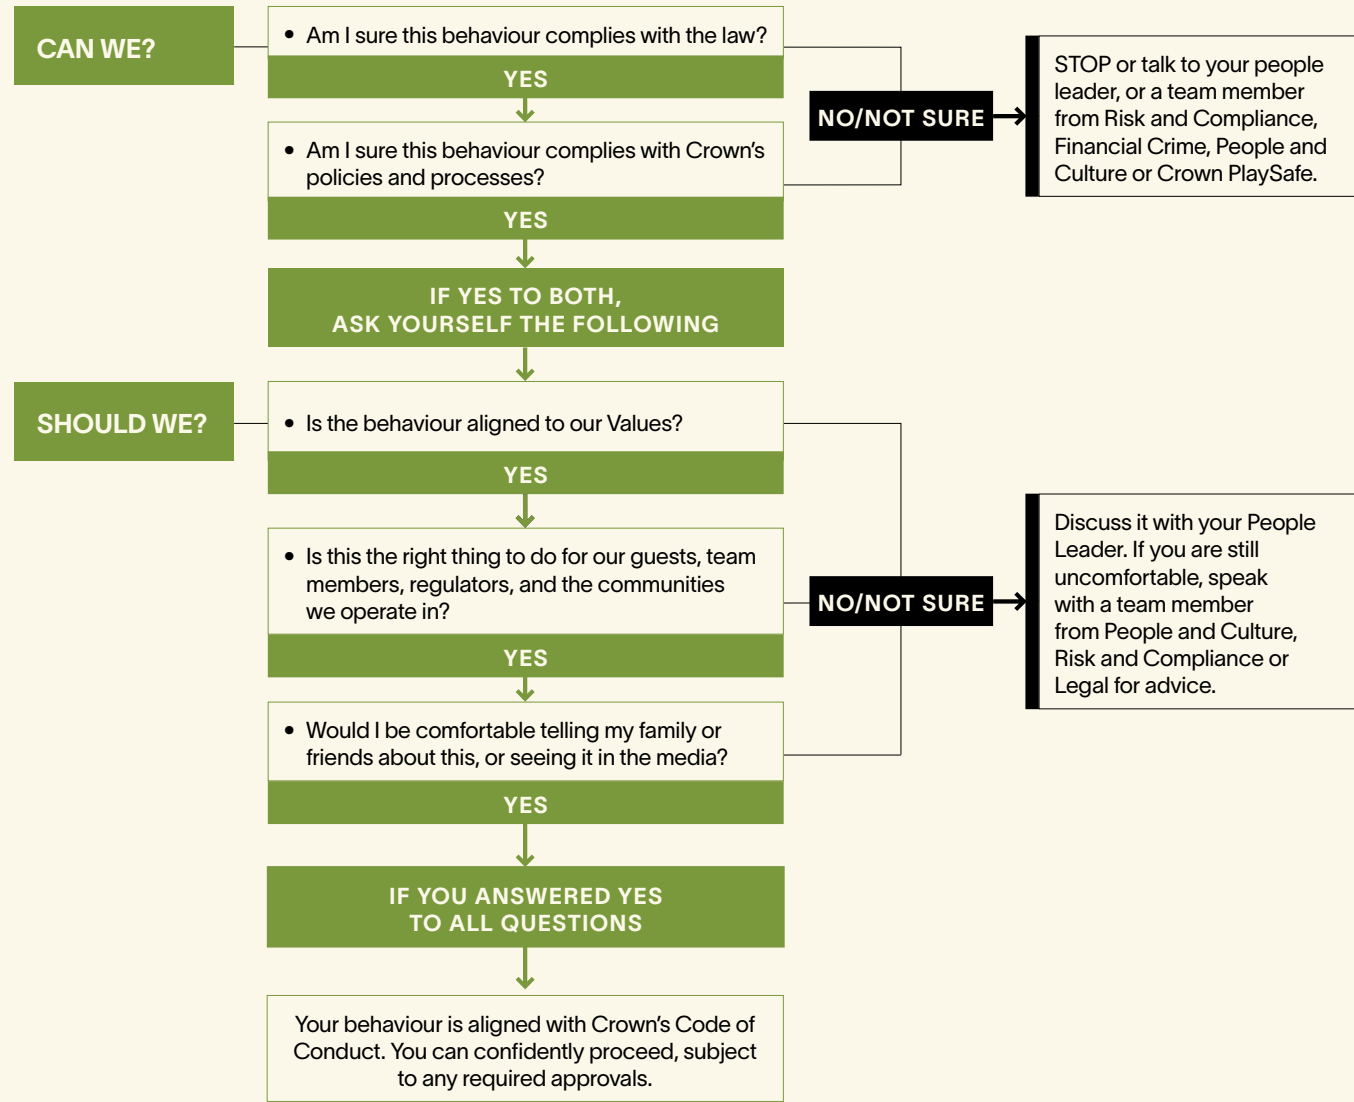 CAN WE?
• Am I sure this behaviour complies with the law?
YES
• Am I sure this behaviour complies with Crown's
policies and processes?
YES
NO/NOT SURE
STOP or talk to your people
leader, or a team member
from Risk and Compliance,
Financial Crime, People and
Culture or Crown PlaySafe.
IF YES TO BOTH,
ASK YOURSELF THE FOLLOWING
SHOULD WE?
• Is the behaviour aligned to our Values?
YES
• Is this the right thing to do for our guests, team
members, regulators, and the communities
we operate in?
YES
• Would I be comfortable telling my family or
friends about this, or seeing it in the media?
YES
NO/NOT SURE
Discuss it with your People
Leader. If you are still
uncomfortable, speak
with a team member
from People and Culture,
Risk and Compliance or
Legal for advice.
IF YOU ANSWERED YES
TO ALL QUESTIONS
Your behaviour is aligned with Crown's Code of
Conduct. You can confidently proceed, subject
to any required approvals.